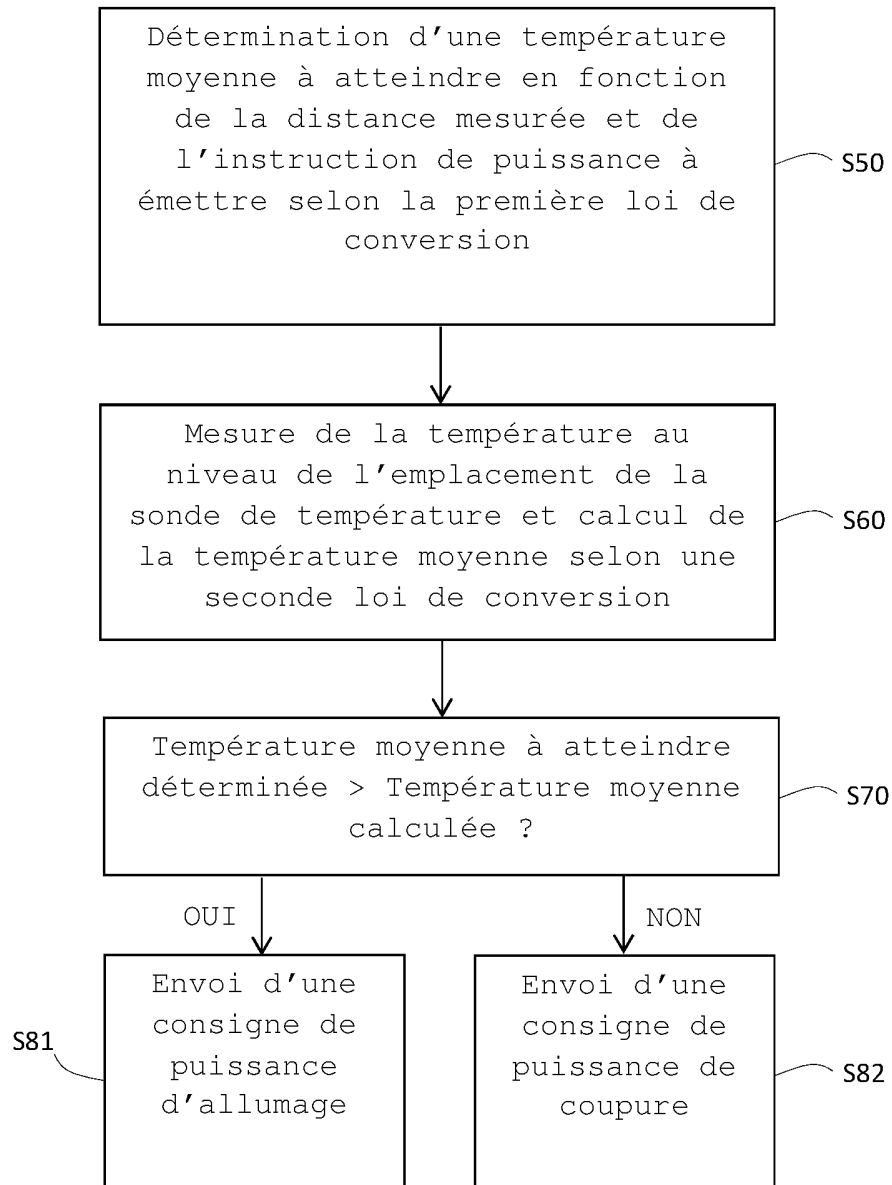 Détermination d'une température
moyenne à atteindre en fonction
de la distance mesurée et de
l'instruction de puissance à
émettre selon la première loi de
conversion
S50
Mesure de la température au
niveau de l'emplacement de la
sonde de température et calcul de
la température moyenne selon une
seconde loi de conversion
S60
Température moyenne à atteindre
déterminée > Température moyenne
calculée ?
S70
OUI
NON
S81
Envoi d'une
consigne de
puissance
d'allumage
Envoi d'une
consigne de
puissance de
coupure
S82